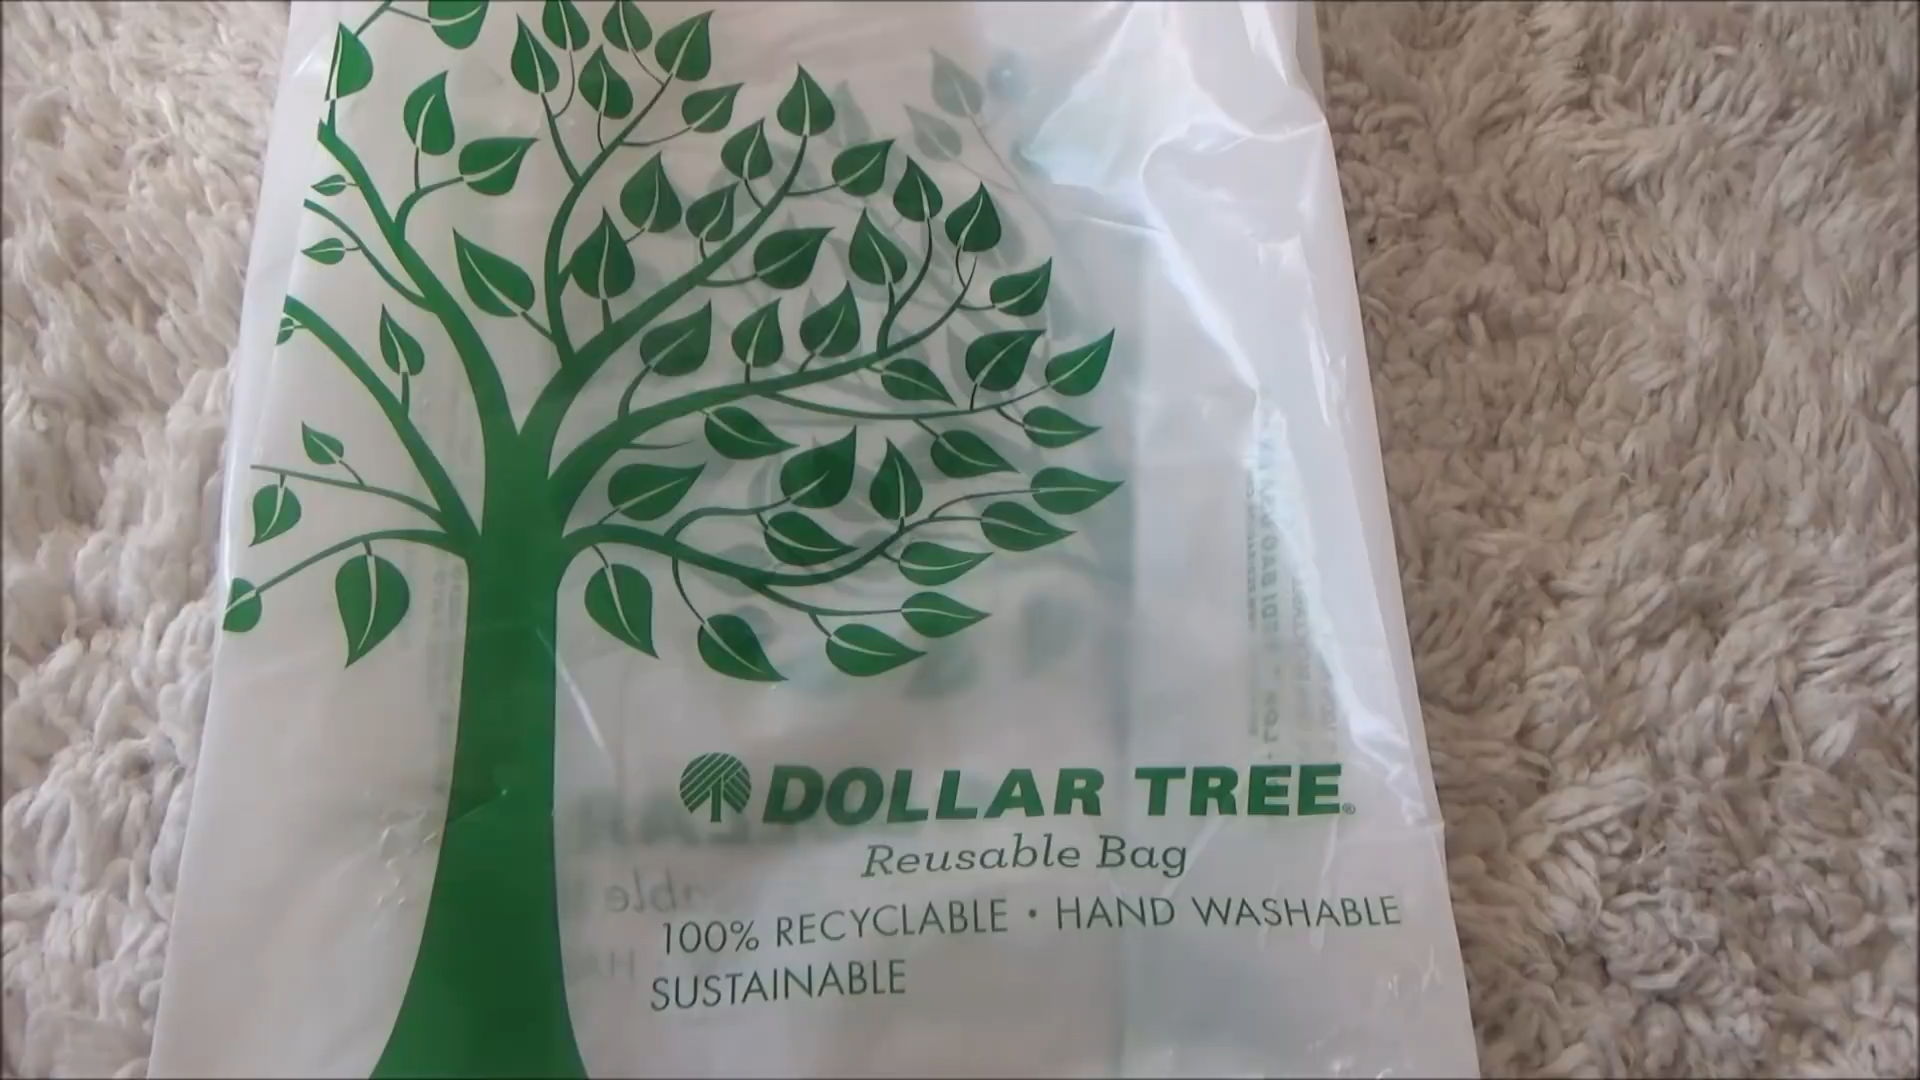 DOLLAR TREE®
Reusable Bag
100% RECYCLABLE • HAND WASHABLE
SUSTAINABLE